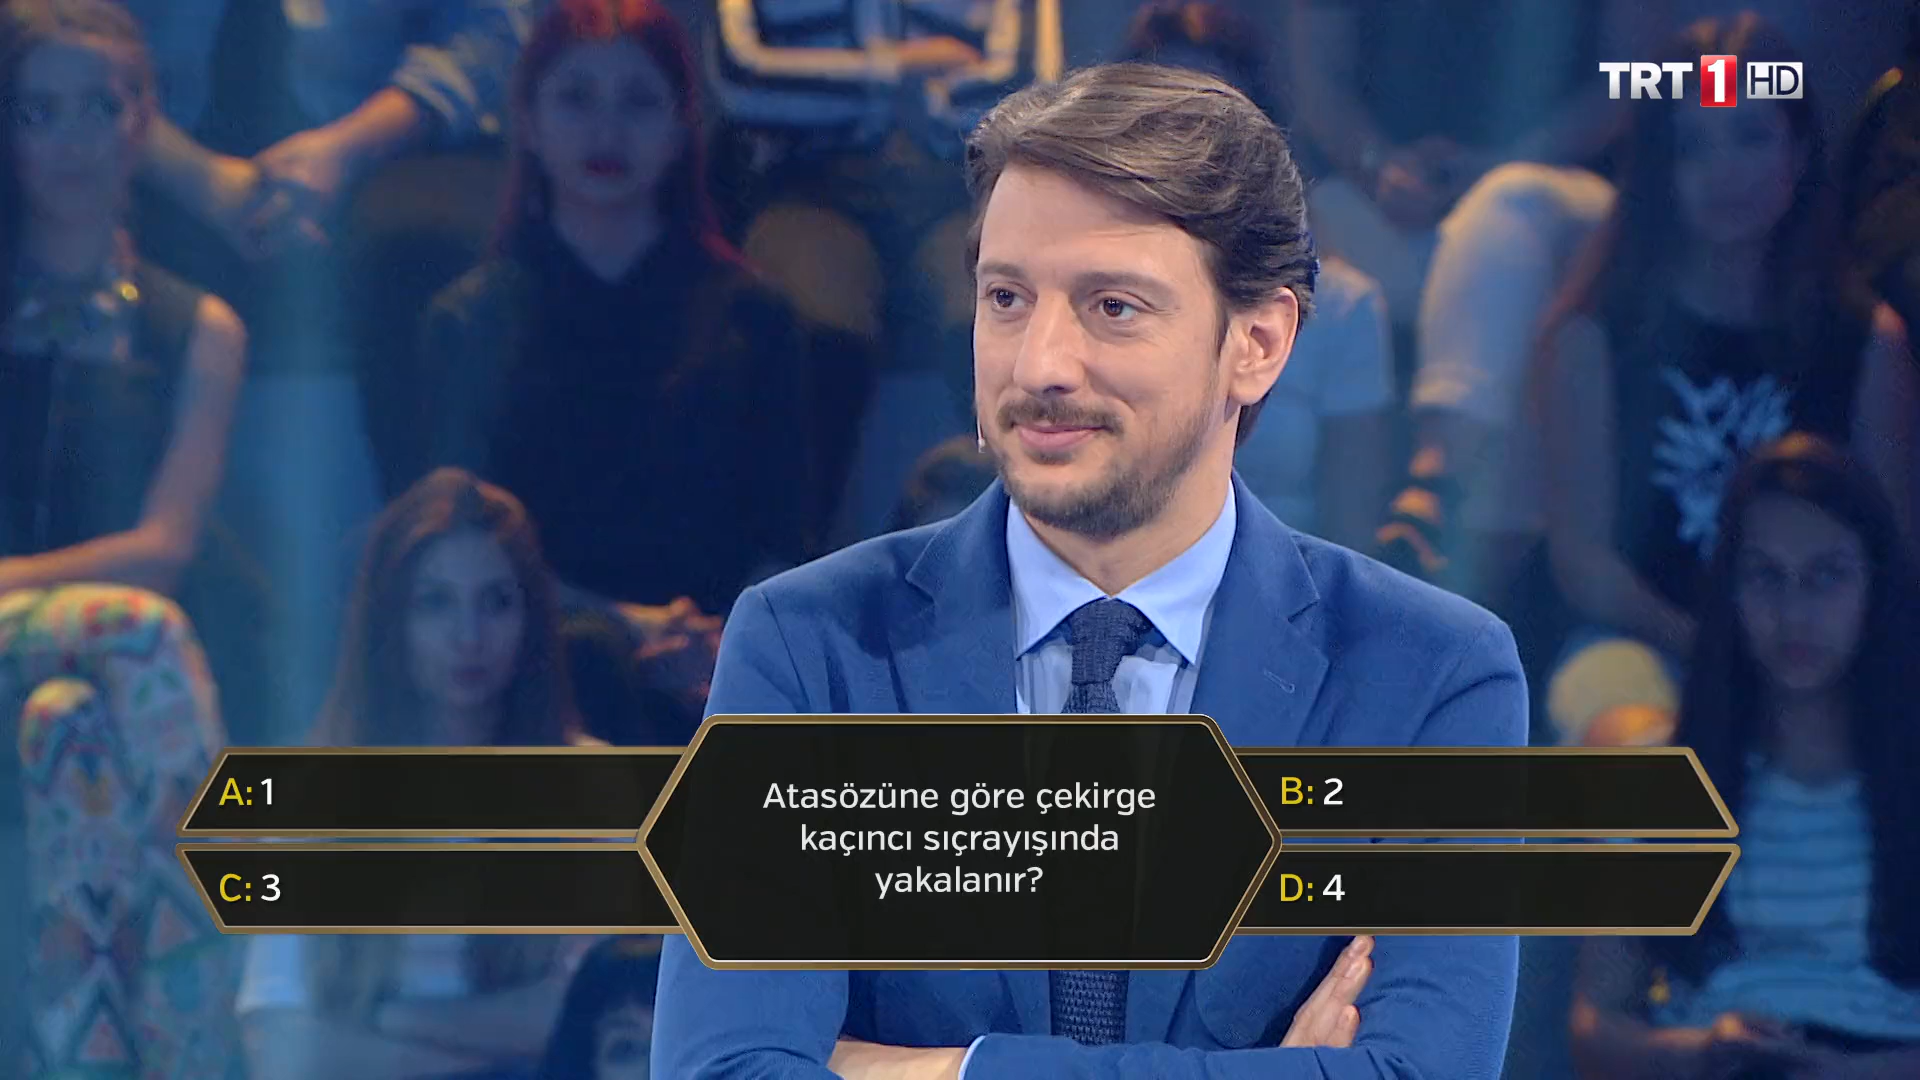 TRT 1 HD
Atasözüne göre çekirge
kaçıncı sıçrayışında
yakalanır?
A: 1
B: 2
C: 3
D: 4